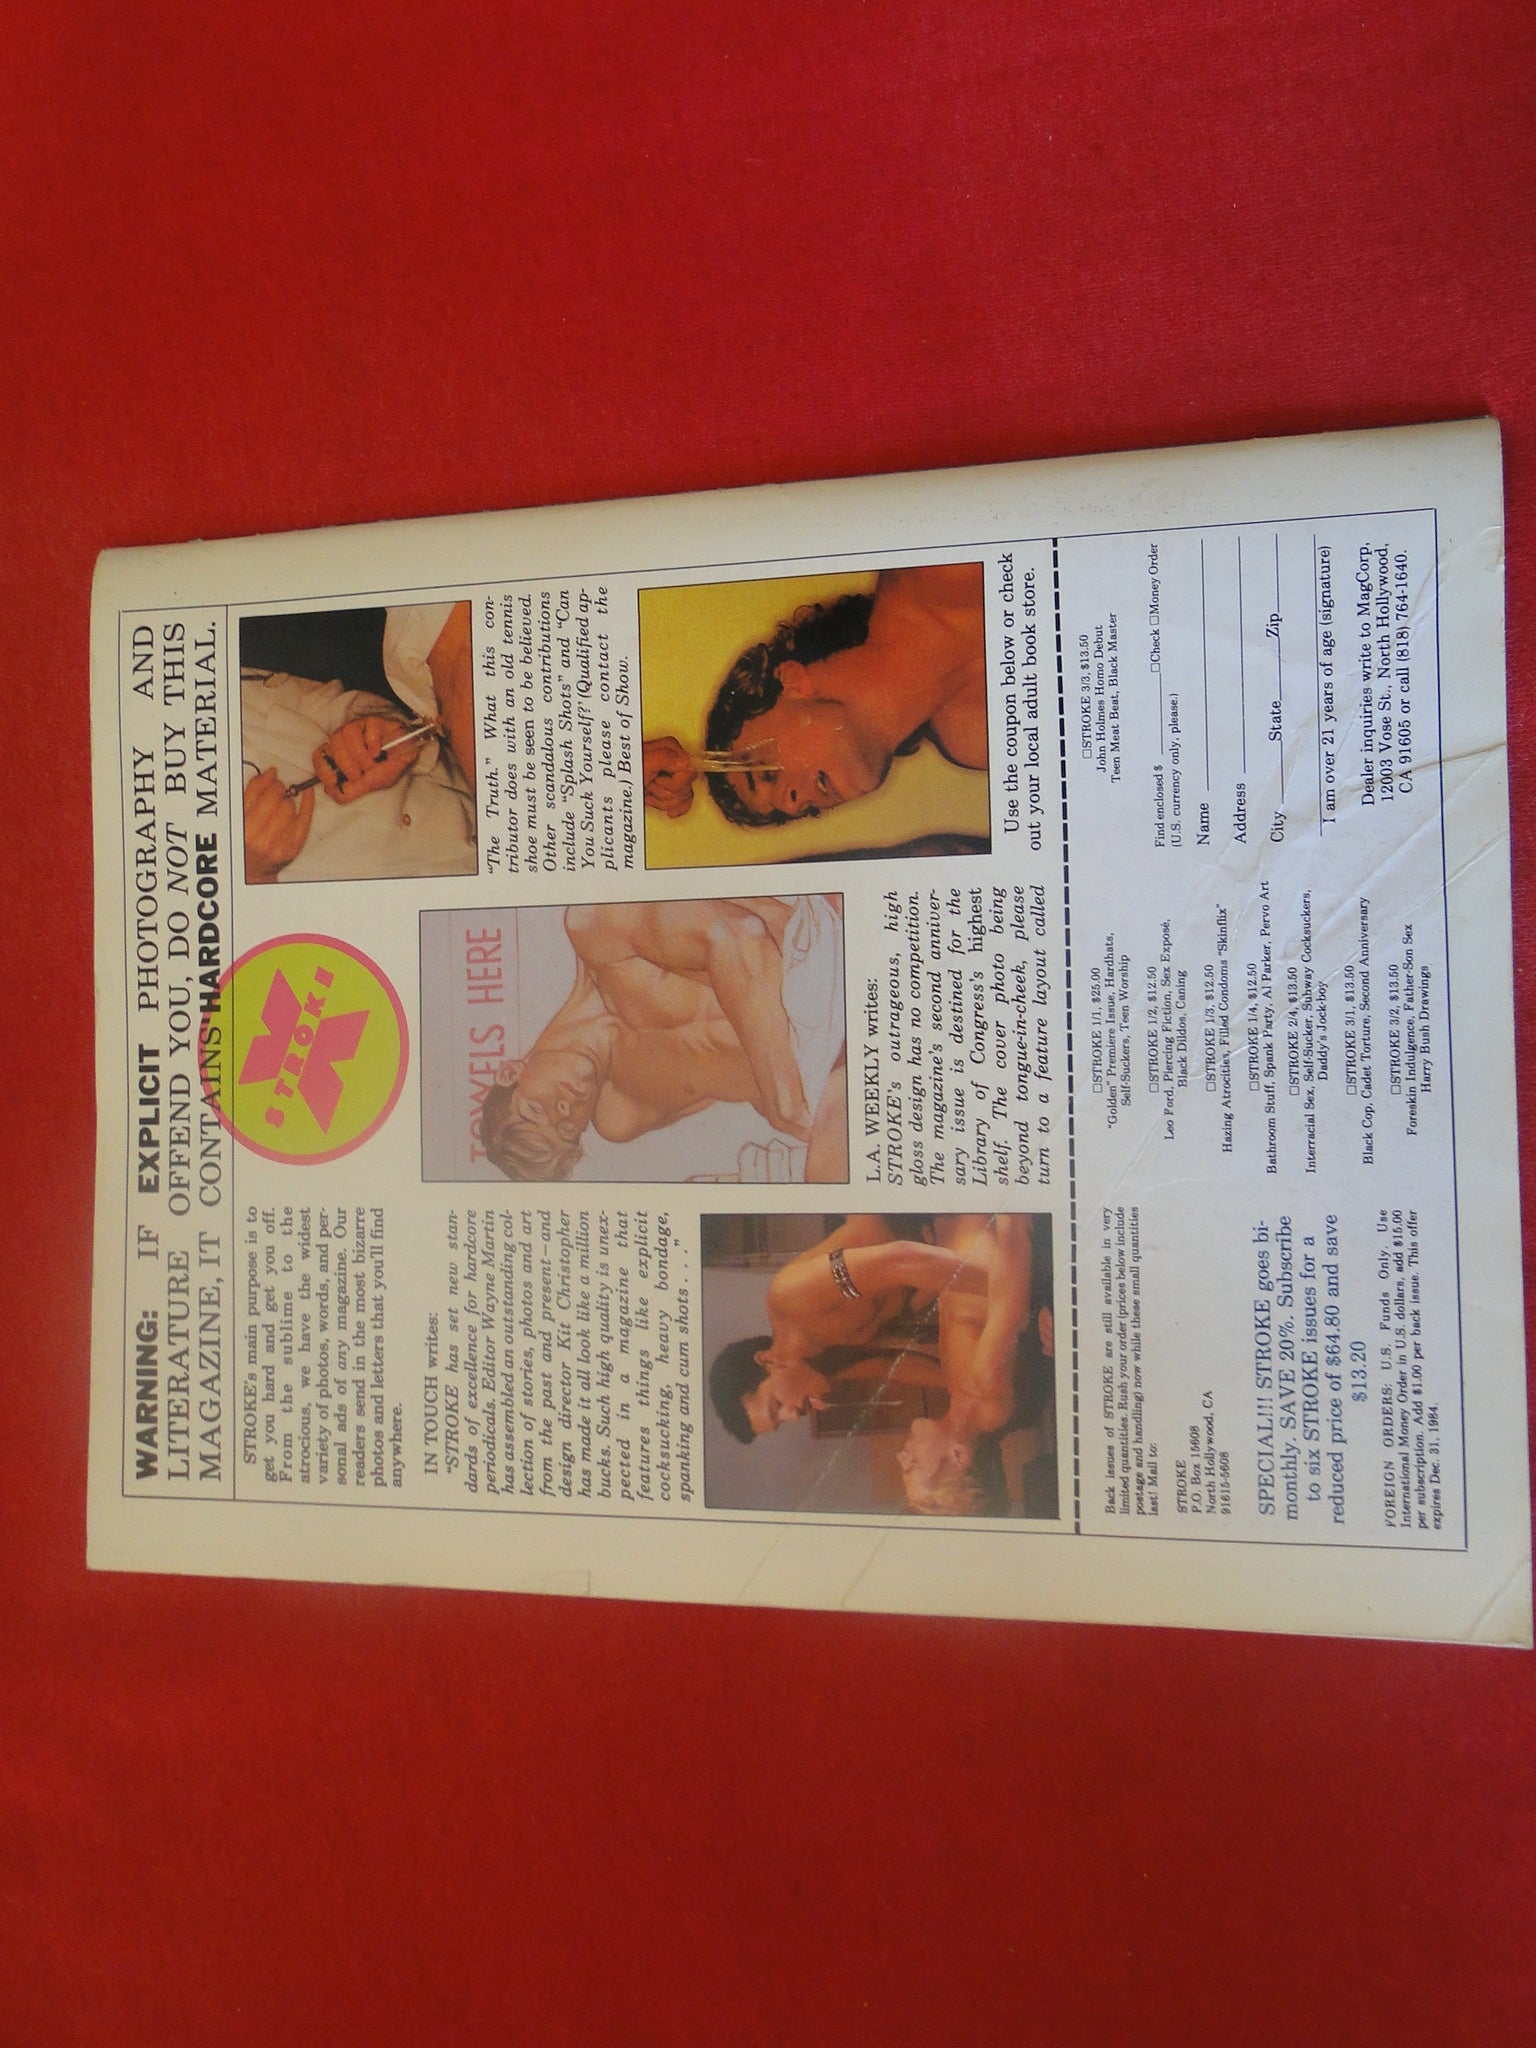 WARNING: IF EXPLICIT PHOTOGRAPHY AND
LITERATURE OFFEND YOU, DO NOT BUY THIS
MAGAZINE, IT CONTAINS HARDCORE MATERIAL.
STROKE's main purpose is to
get you hard and get you off.
From the sublime to the
atrocious, we have the widest
variety of photos, words, and per-
sonal ads of any magazine. Our
readers send in the most bizarre
photos and letters that you'll find
anywhere.
IN TOUCH writes:
"STROKE has set new stan-
dards of excellence for hardcore
periodicals. Editor Wayne Martin
has assembled an outstanding col-
lection of stories, photos and art
from the past and present—and
design director Kit Christopher
has made it all look like a million
bucks. Such high quality is unex-
pected in a magazine that
features things like explicit
cocksucking, heavy bondage,
spanking and cum shots . . ."
STROKE
TOWELS HERE
L.A. WEEKLY writes:
STROKE's outrageous, high
gloss design has no competition.
The magazine's second anniver-
sary issue is destined for the
Library of Congress's highest
shelf. The cover photo being
beyond tongue-in-cheek, please
turn to a feature layout called
"The Truth." What this con-
tributor does with an old tennis
shoe must be seen to be believed.
Other scandalous contributions
include "Splash Shots" and "Can
You Suck Yourself?' (Qualified ap-
plicants please contact the
magazine.) Best of Show.
Use the coupon below or check
out your local adult book store.
Back issues of STROKE are still available in very
limited quantities. Rush your order (prices below include
postage and handling) now while these small quantities
last! Mail to:
STROKE
P.O. Box 15608
North Hollywood, CA
91615-5608
SPECIAL!!! STROKE goes bi-
monthly. SAVE 20%. Subscribe
to six STROKE issues for a
reduced price of $64.80 and save
$13.20
FOREIGN ORDERS: U.S. Funds Only. Use
International Money Order in U.S. dollars, add $15.00
per subscription. Add $1.00 per back issue. This offer
expires Dec. 31, 1984.
☐STROKE 1/1, $25.00
"Golden" Premiere Issue, Hardhats,
Self-Suckers, Teen Worship
☐STROKE 1/2, $12.50
Leo Ford, Piercing Fiction, Sex Exposé,
Black Dildos, Caning
☐STROKE 1/3, $12.50
Hazing Atrocities, Filled Condoms "Skinflix"
☐STROKE 1/4, $12.50
Bathroom Stuff, Spank Party, Al Parker, Pervo Art
☐STROKE 2/4, $13.50
Interracial Sex, Self-Sucker, Subway Cocksuckers,
Daddy's Jock-boy
☐STROKE 3/1, $13.50
Black Cop, Cadet Torture, Second Anniversary
☐STROKE 3/2, $13.50
Foreskin Indulgence, Father-Son Sex
Harry Bush Drawings
☐STROKE 3/3, $13.50
John Holmes Homo Debut
Teen Meat Beat, Black Master
Find enclosed $ ☐Check ☐Money Order
(U.S. currency only, please.)
Name
Address
City State Zip
I am over 21 years of age (signature)
Dealer inquiries write to MagCorp,
12003 Vose St., North Hollywood,
CA 91605 or call (818) 764-1640.